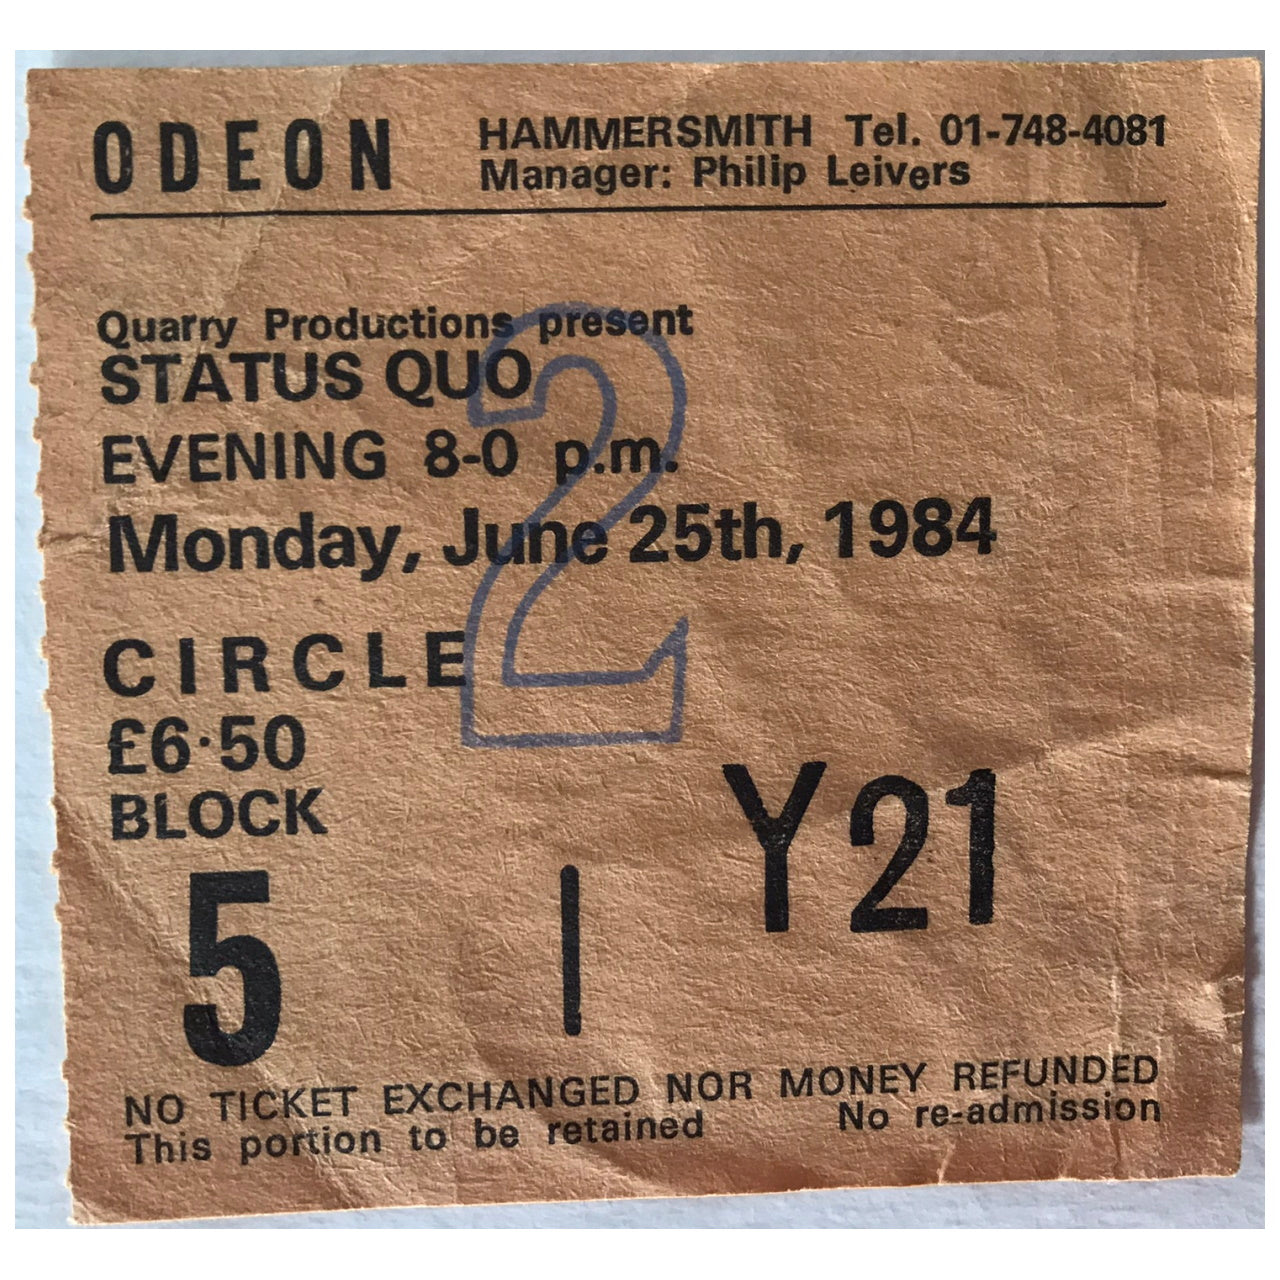 ODEON HAMMERSMITH Tel. 01-748-4081
Manager: Philip Leivers
Quarry Productions present
STATUS QUO
EVENING 8-0 p.m.
Monday, June 25th, 1984
2
CIRCLE
£6·50
BLOCK
5 | Y21
NO TICKET EXCHANGED NOR MONEY REFUNDED
This portion to be retained No re-admission